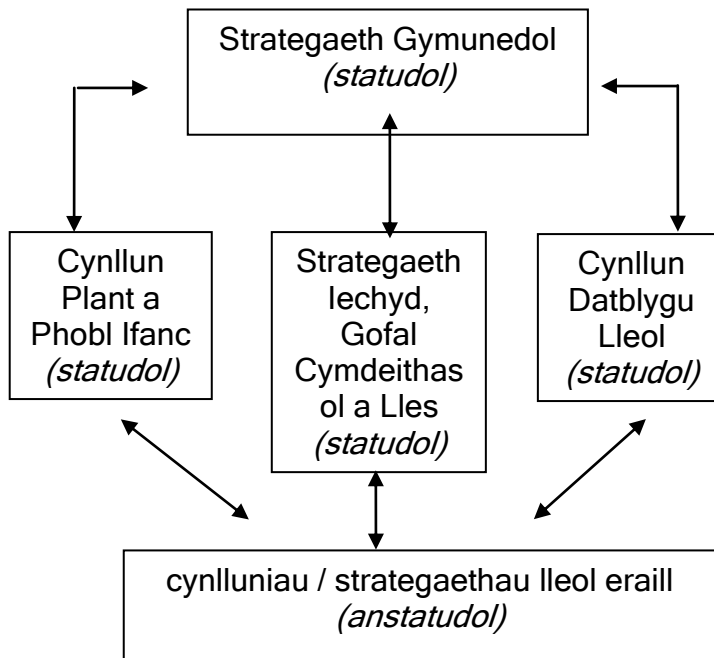 Strategaeth Gymunedol
(statudol)
Cynllun
Plant a
Phobl Ifanc
(statudol)
Strategaeth
Iechyd,
Gofal
Cymdeithas
ol a Lles
(statudol)
Cynllun
Datblygu
Lleol
(statudol)
cynlluniau / strategaethau lleol eraill
(anstatudol)